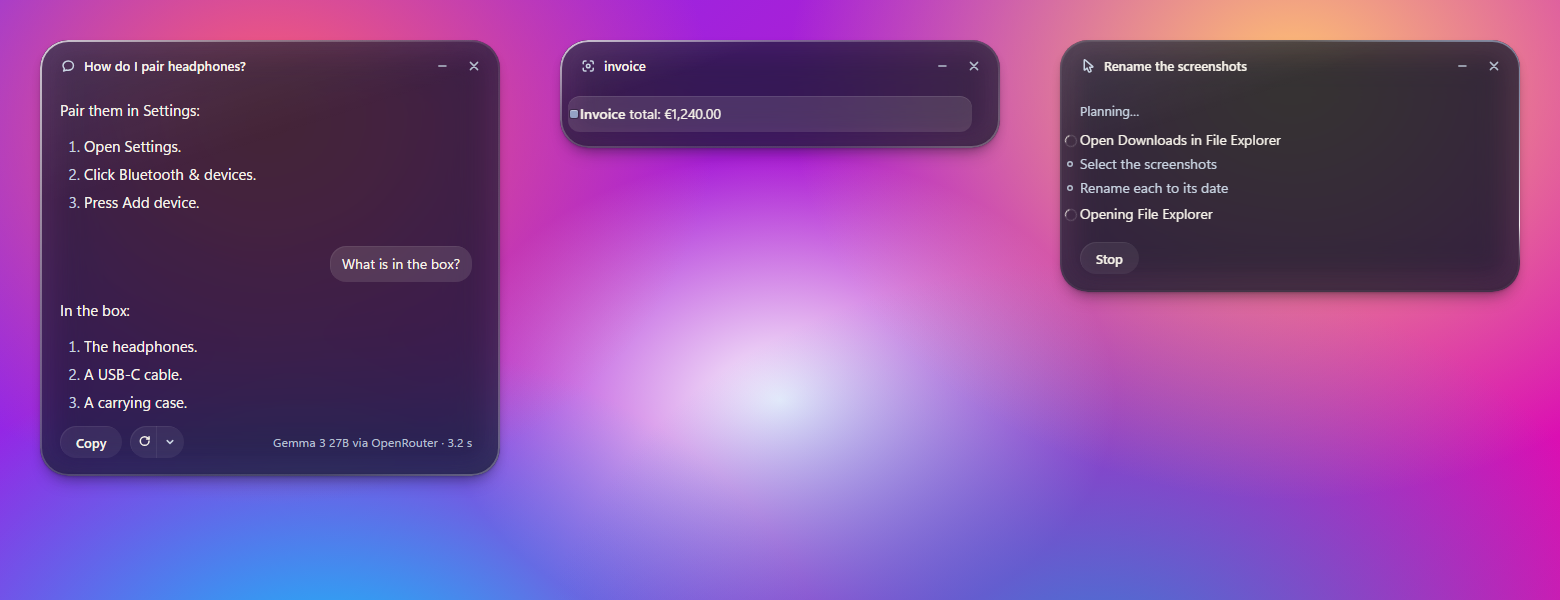 How do I pair headphones?
Pair them in Settings:
1. Open Settings.
2. Click Bluetooth & devices.
3. Press Add device.
What is in the box?
In the box:
1. The headphones.
2. A USB-C cable.
3. A carrying case.
Copy
Gemma 3 27B via OpenRouter · 3.2 s
invoice
Invoice total: €1,240.00
Rename the screenshots
Planning...
Open Downloads in File Explorer
Select the screenshots
Rename each to its date
Opening File Explorer
Stop